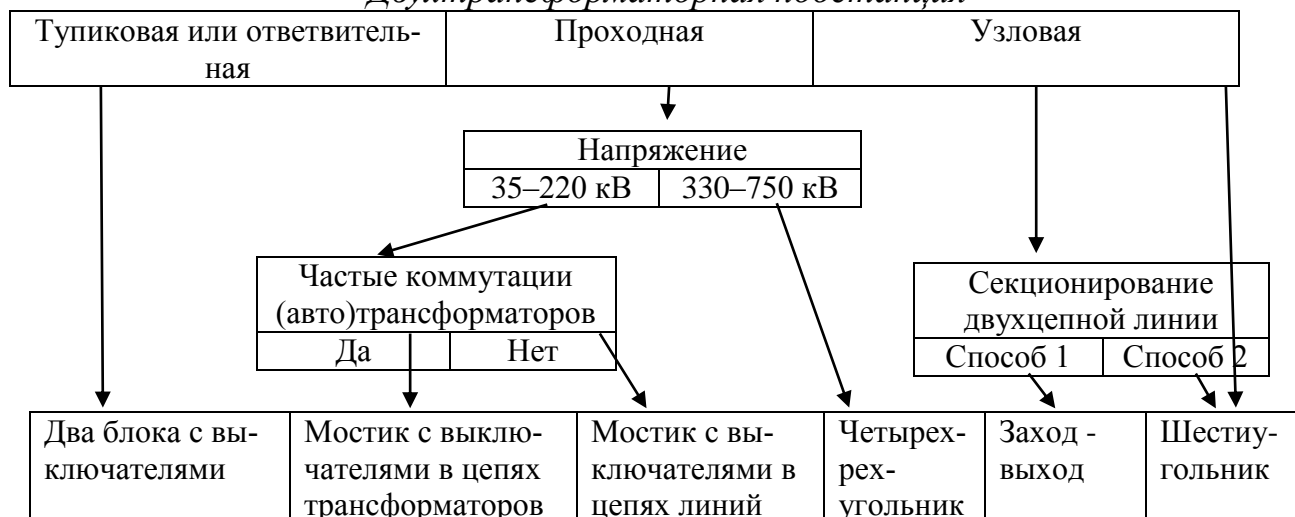 Двухтрансформаторная подстанция
Тупиковая или ответвитель-
ная
Проходная
Узловая
Напряжение
35–220 кВ
330–750 кВ
Частые коммутации
(авто)трансформаторов
Да
Нет
Секционирование
двухцепной линии
Способ 1
Способ 2
Два блока с вы-
ключателями
Мостик с выклю-
чателями в цепях
трансформаторов
Мостик с вы-
ключателями в
цепях линий
Четырех-
рех-
угольник
Заход -
выход
Шестиу-
гольник